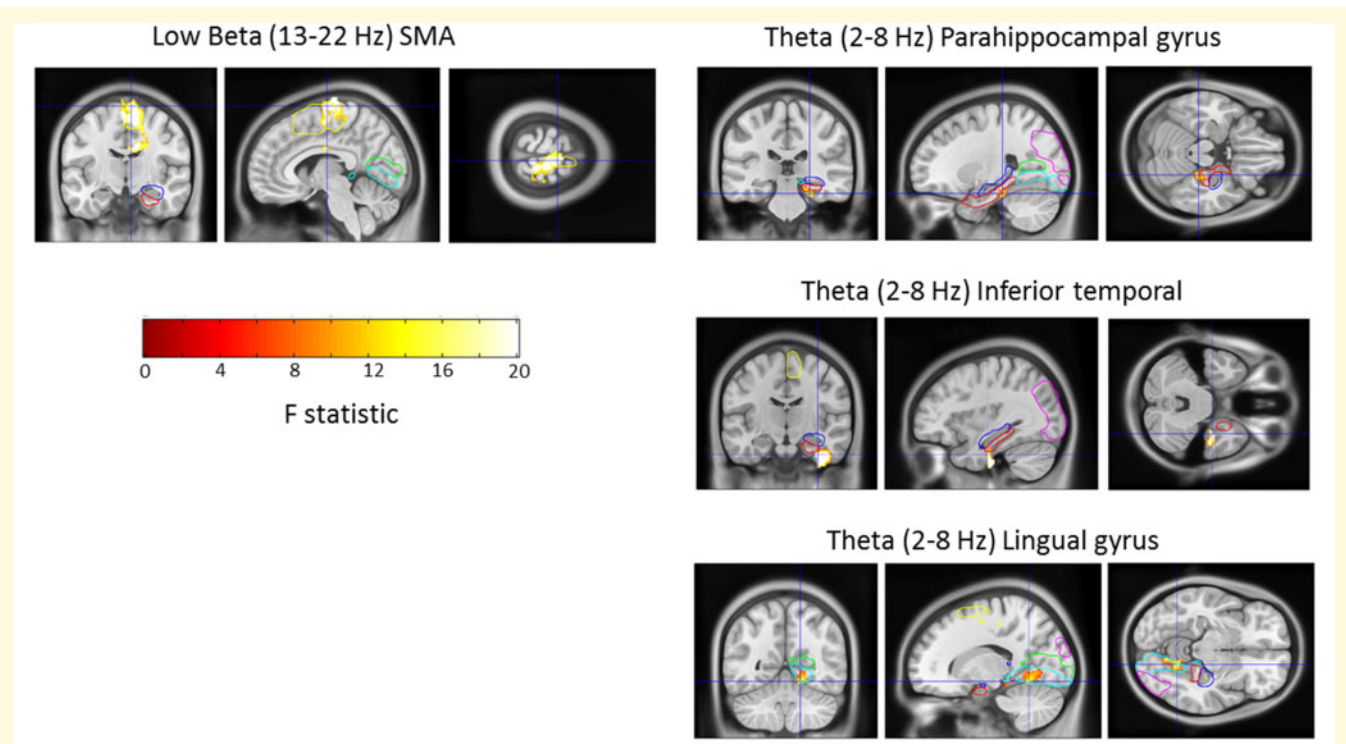 Low Beta (13-22 Hz) SMA
0 4 8 12 16 20
F statistic
Theta (2-8 Hz) Parahippocampal gyrus
Theta (2-8 Hz) Inferior temporal
Theta (2-8 Hz) Lingual gyrus